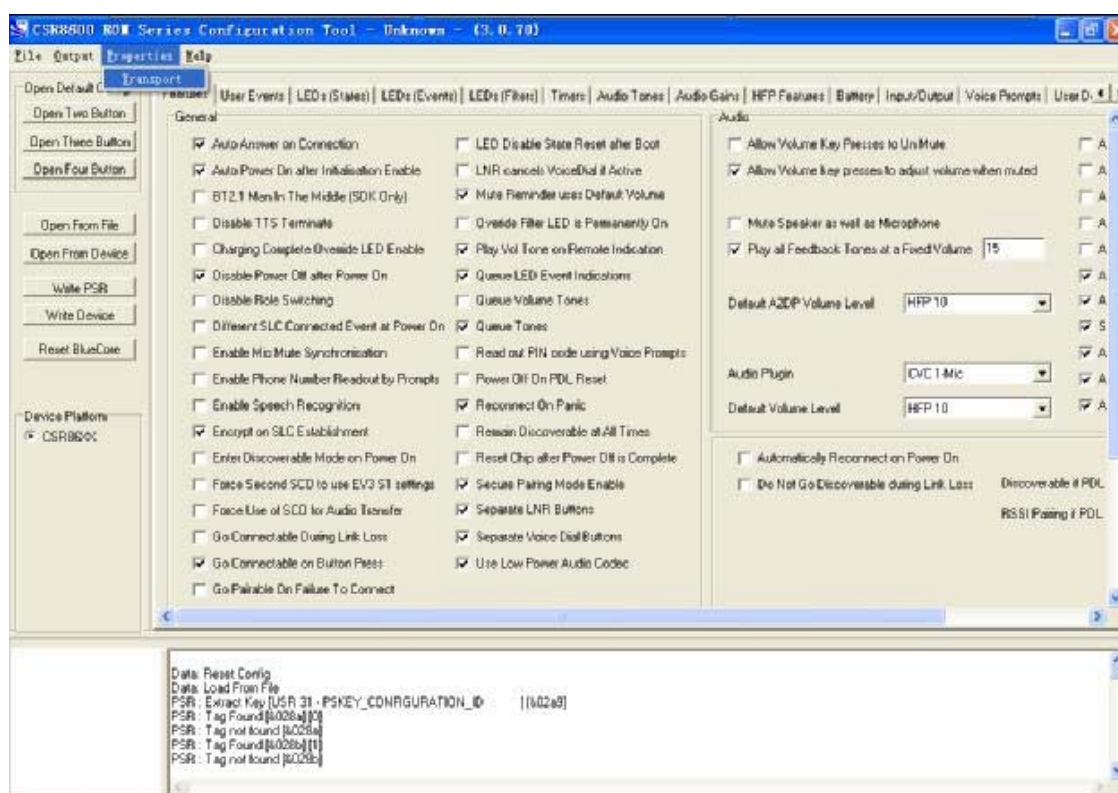 CSR8600 ROM Series Configuration Tool - Unknown - (3.0.70)
File Output Properties Help
Transport
Open Default
Open Two Button
Open Three Button
Open Four Button
Open From File
Open From Device
Write PSR
Write Device
Reset BlueCore
Device Platform
CSR86XX
Features User Events LEDs (States) LEDs (Events) LEDs (Filters) Timers Audio Tones Audio Gains HFP Features Battery Input/Output Voice Prompts User D
General
Auto Answer on Connection
Auto Power On after Initialisation Enable
BT2.1 Man In The Middle (SDK Only)
Disable TTS Terminate
Charging Complete Override LED Enable
Disable Power Off after Power On
Disable Role Switching
Different SLC Connected Event at Power On
Enable Mic Mute Synchronisation
Enable Phone Number Readout by Prompts
Enable Speech Recognition
Encrypt on SLC Establishment
Enter Discoverable Mode on Power On
Force Second SCO to use EV3 S1 settings
Force Use of SCO for Audio Transfer
Go Connectable During Link Loss
Go Connectable on Button Press
Go Pairable On Failure To Connect
LED Disable State Reset after Boot
LNR cancels VoiceDial if Active
Mute Reminder uses Default Volume
Override Filter LED is Permanently On
Play Vol Tone on Remote Indication
Queue LED Event Indications
Queue Volume Tones
Queue Tones
Read out PIN code using Voice Prompts
Power Off On PDL Reset
Reconnect On Panic
Remain Discoverable at All Times
Reset Chip after Power Off is Complete
Secure Pairing Mode Enable
Separate LNR Buttons
Separate Voice Dial Buttons
Use Low Power Audio Codec
Audio
Allow Volume Key Presses to Un Mute
Allow Volume key presses to adjust volume when muted
Mute Speaker as well as Microphone
Play all Feedback Tones at a Fixed Volume 15
Default A2DP Volume Level HFP 10
Audio Plugin CVC 1-Mic
Default Volume Level HFP 10
A
A
A
A
A
A
A
S
A
A
A
Automatically Reconnect on Power On
Do Not Go Discoverable during Link Loss
Discoverable if PDL
RSSI Pairing if PDL
Data: Reset Config
Data: Load From File
PSR : Extract Key [USR 31 - PSKEY_CONFIGURATION_ID ] [&02a9]
PSR : Tag Found [&028a] [0]
PSR : Tag not found [&028a]
PSR : Tag Found [&028b] [1]
PSR : Tag not found [&028b]